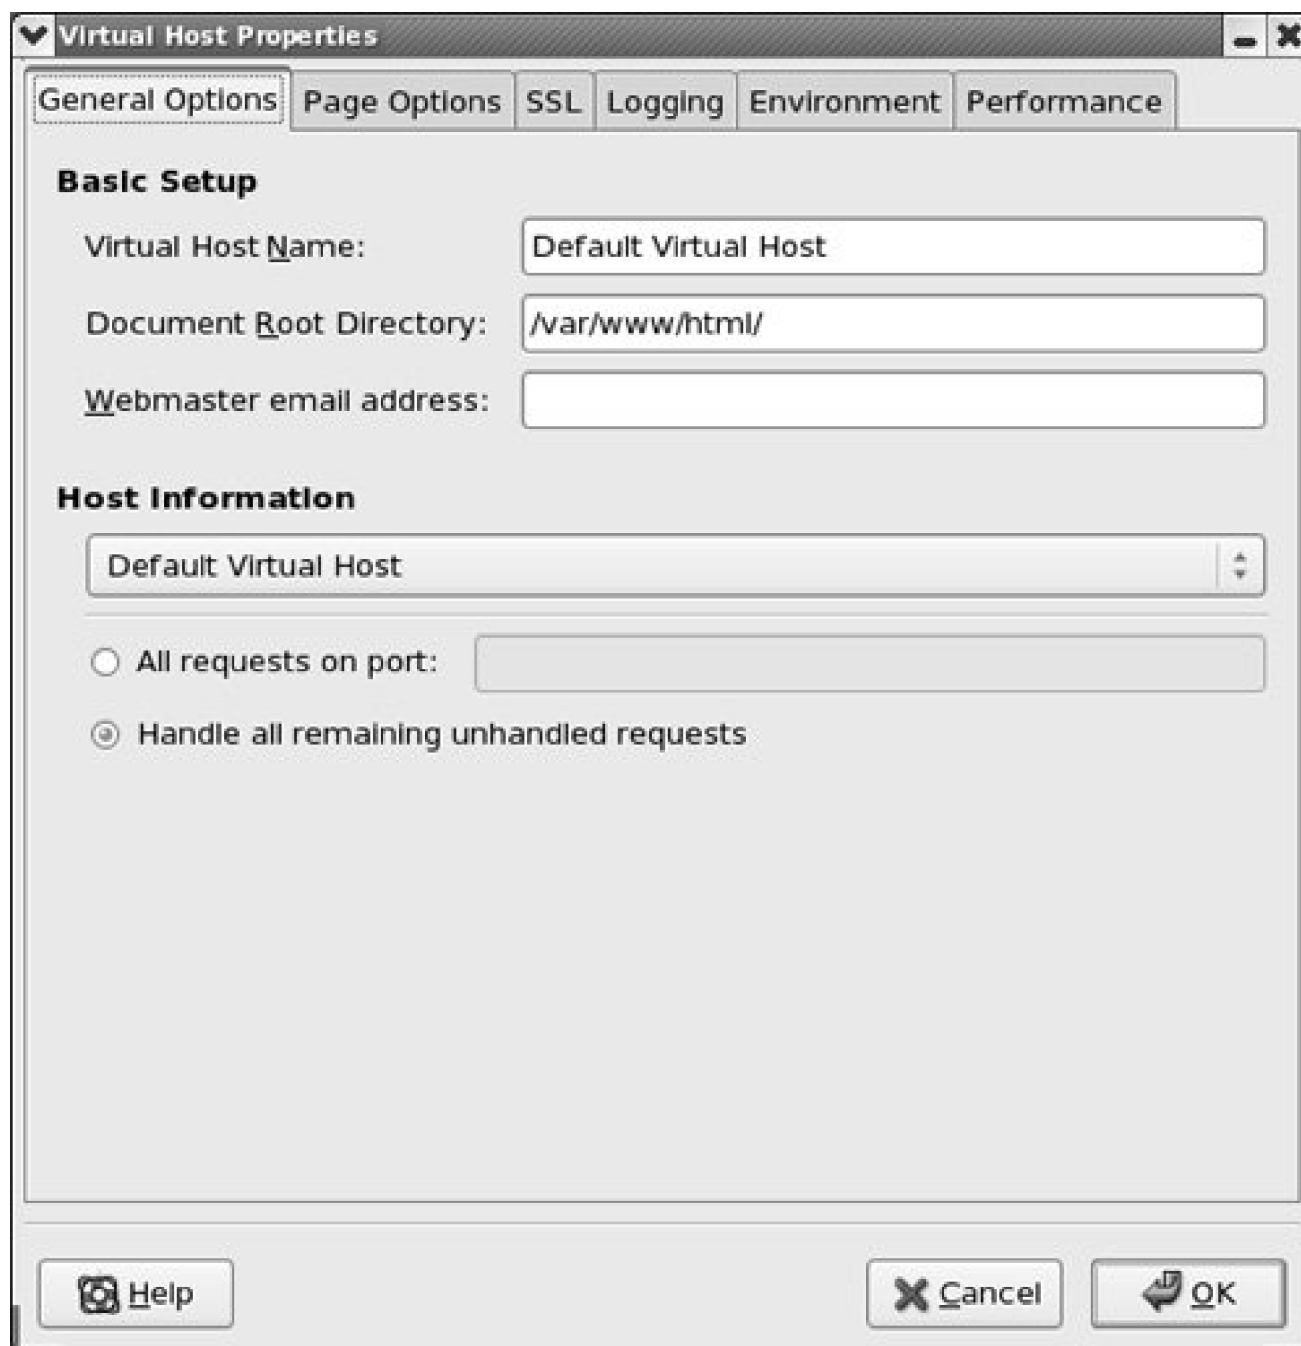 Virtual Host Properties
General Options Page Options SSL Logging Environment Performance
Basic Setup
Virtual Host Name: Default Virtual Host
Document Root Directory: /var/www/html/
Webmaster email address:
Host Information
Default Virtual Host
All requests on port:
Handle all remaining unhandled requests
Help Cancel OK